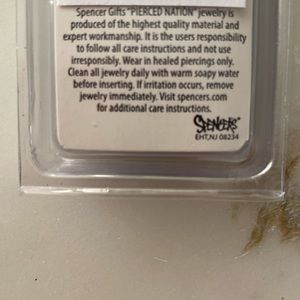 Spencer Gifts "PIERCED NATION" jewelry is
produced of the highest quality material and
expert workmanship. It is the users responsibility
to follow all care instructions and not use
irresponsibly. Wear in healed piercings only.
Clean all jewelry daily with warm soapy water
before inserting. If irritation occurs, remove
jewelry immediately. Visit spencers.com
for additional care instructions.
SPENCER'S
EHT, NJ 08234